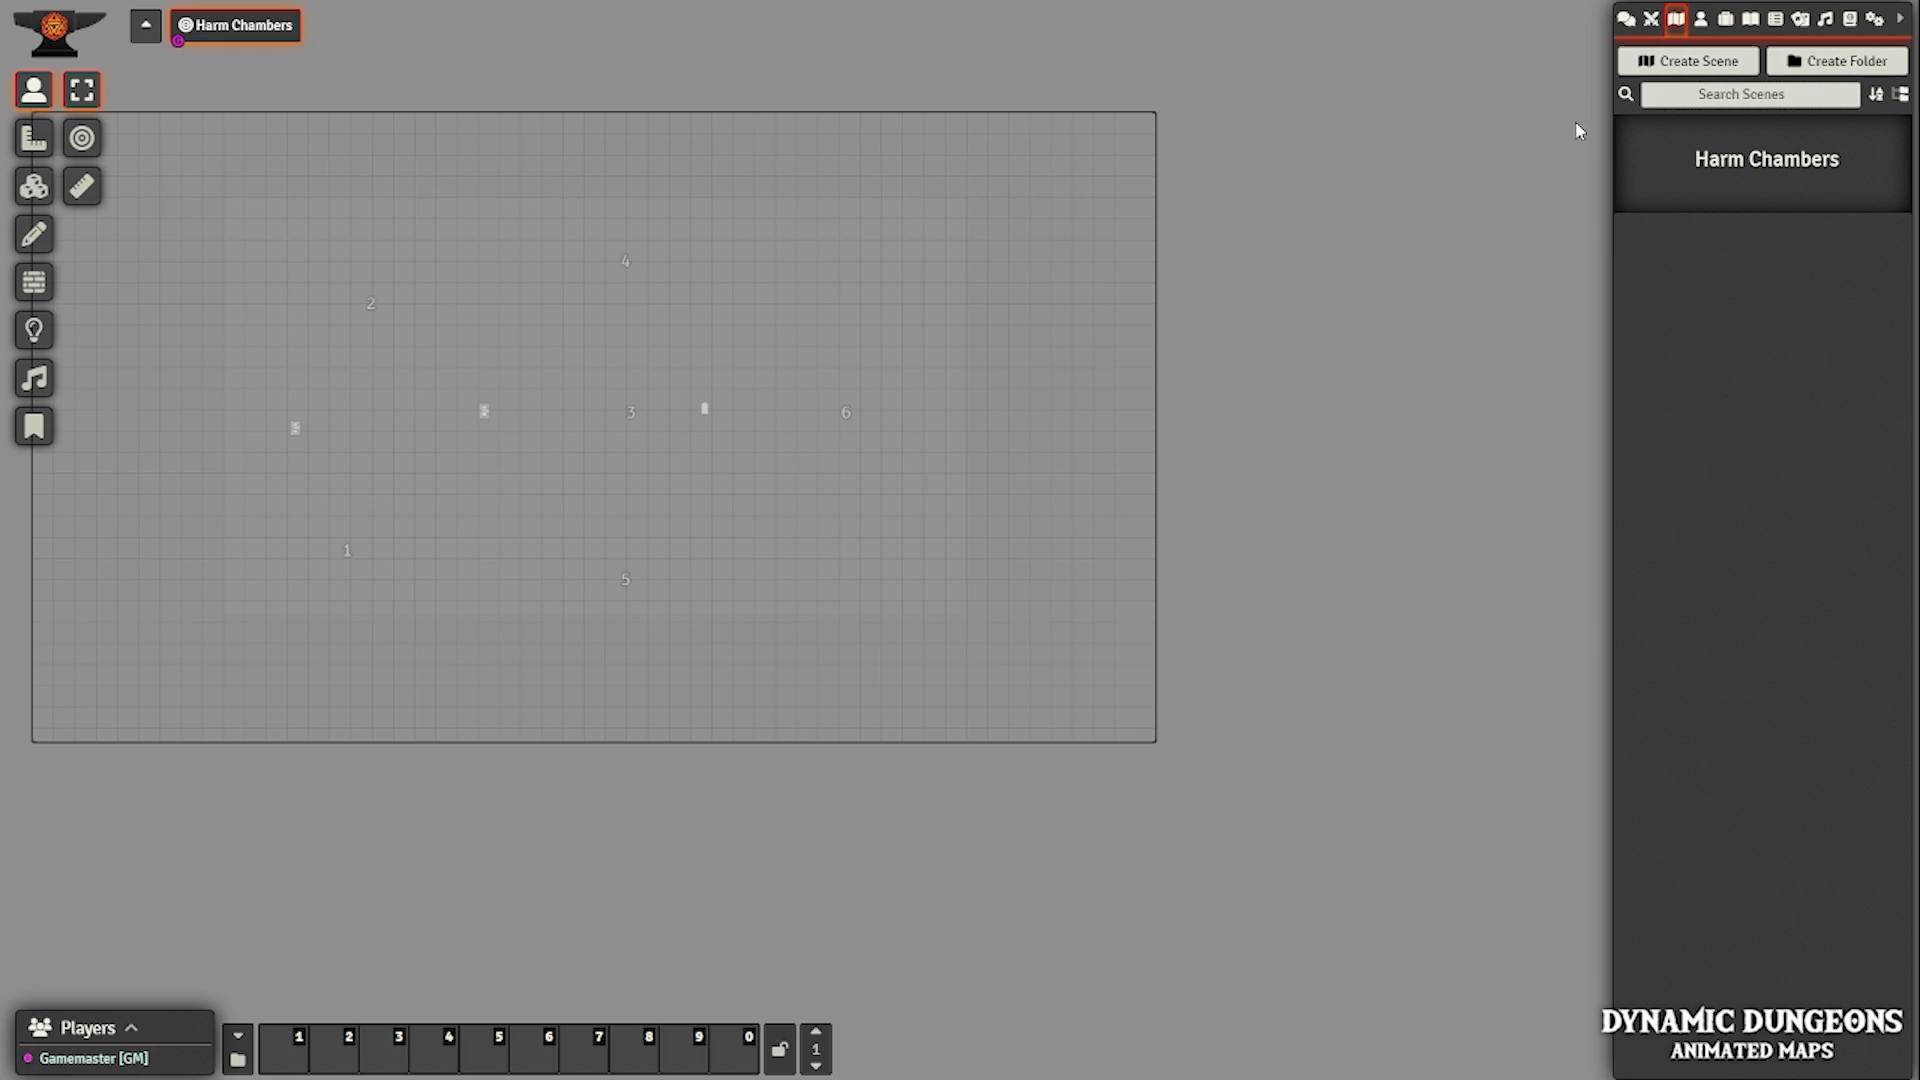 Harm Chambers
G
Create Scene
Create Folder
Search Scenes
Harm Chambers
4
2
3
6
1
5
Players
Gamemaster [GM]
1 2 3 4 5 6 7 8 9 0
1
DYNAMIC DUNGEONS
ANIMATED MAPS